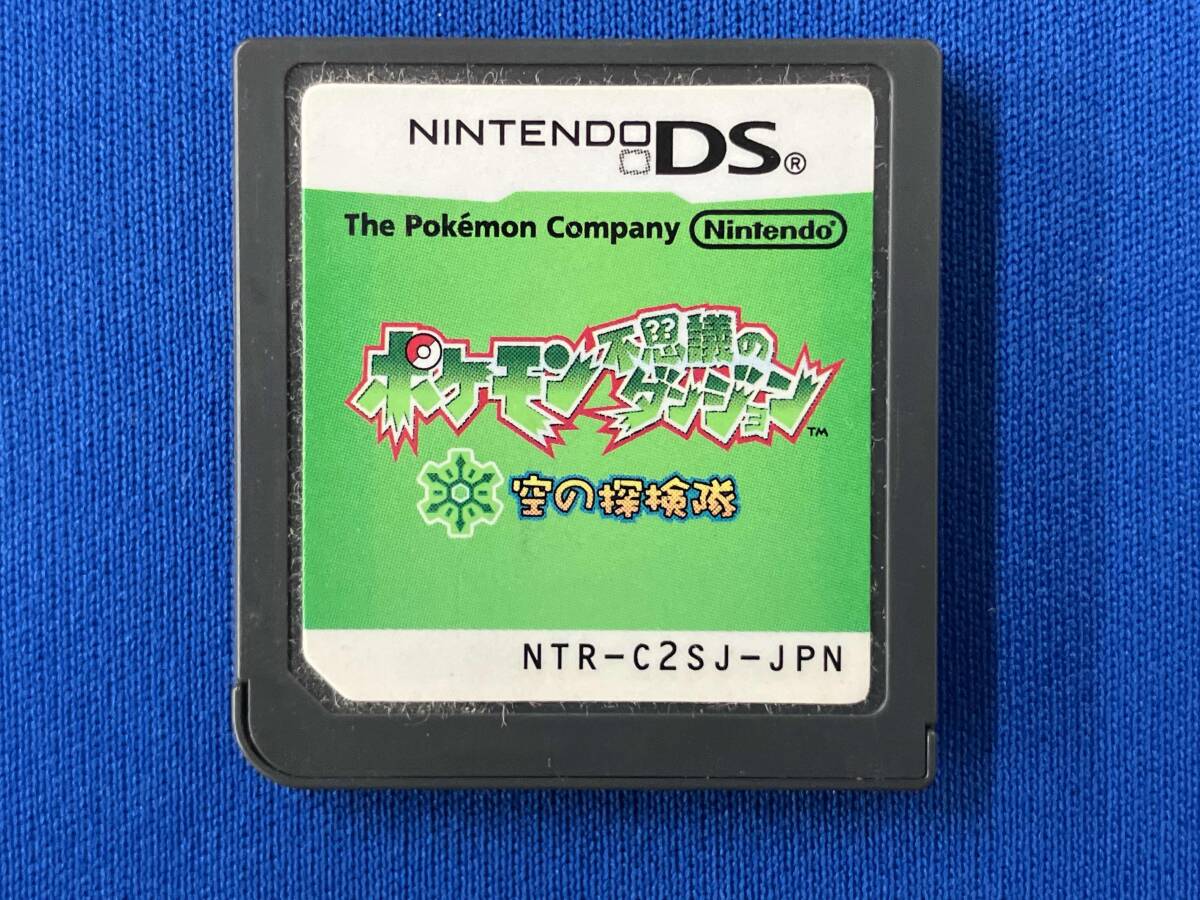 NINTENDO DS®
The Pokémon Company Nintendo®
ポケモン不思議のダンジョン™
空の探検隊
NTR-C2SJ-JPN